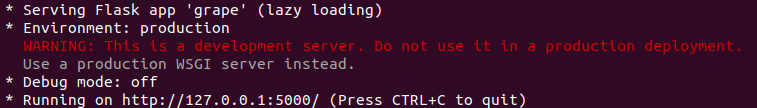 * Serving Flask app 'grape' (lazy loading)
* Environment: production
WARNING: This is a development server. Do not use it in a production deployment.
Use a production WSGI server instead.
* Debug mode: off
* Running on http://127.0.0.1:5000/ (Press CTRL+C to quit)